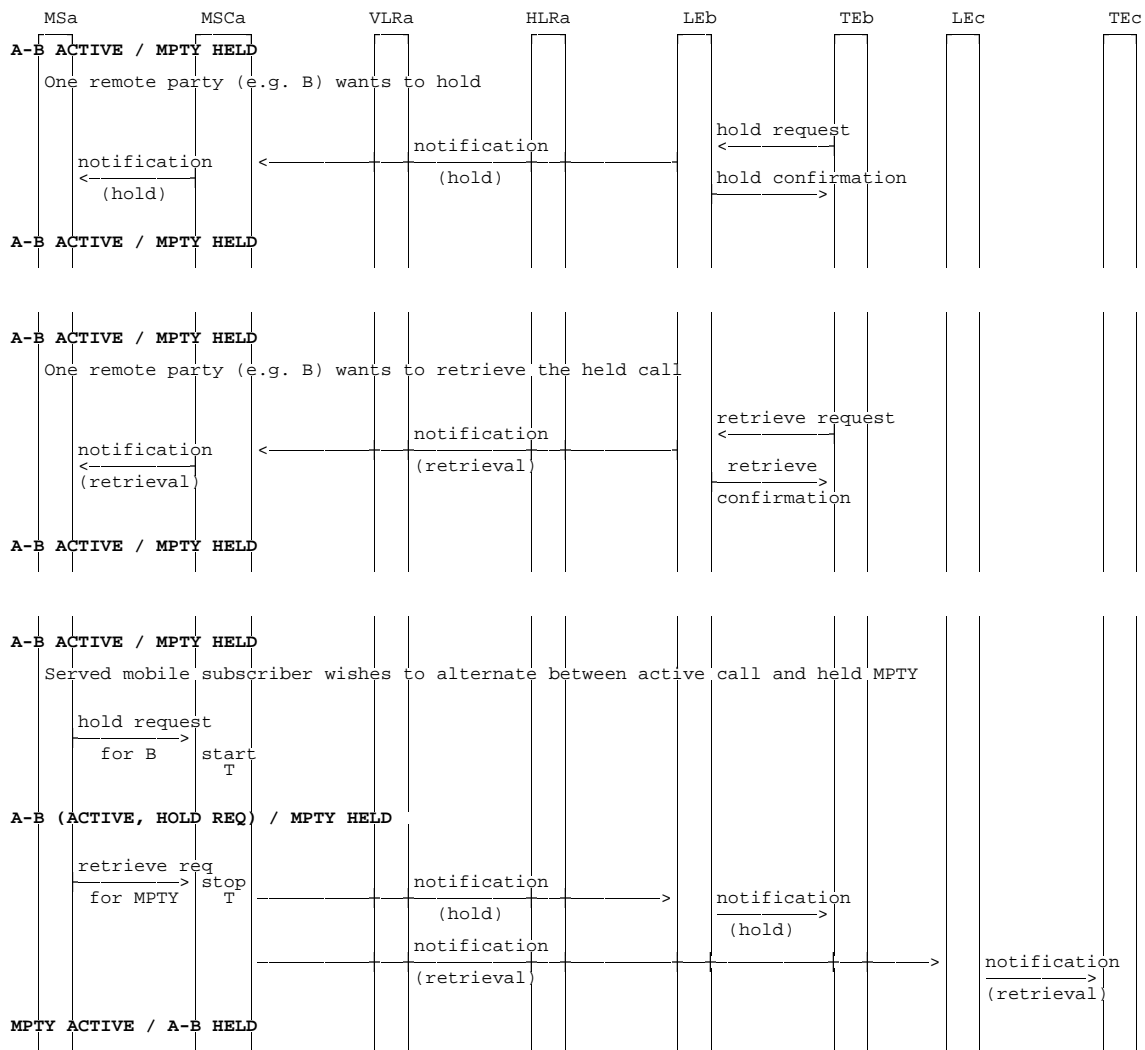 MSa MSCa VLRa HLRa LEb TEb LEc TEc
A-B ACTIVE / MPTY HELD
One remote party (e.g. B) wants to hold
hold request
notification
notification
(hold)
hold confirmation
(hold)
A-B ACTIVE / MPTY HELD
A-B ACTIVE / MPTY HELD
One remote party (e.g. B) wants to retrieve the held call
retrieve request
notification
notification
(retrieval)
retrieve
(retrieval)
confirmation
A-B ACTIVE / MPTY HELD
A-B ACTIVE / MPTY HELD
Served mobile subscriber wishes to alternate between active call and held MPTY
hold request
for B start
T
A-B (ACTIVE, HOLD REQ) / MPTY HELD
retrieve req
stop notification
for MPTY T notification
(hold)
(hold)
notification
notification
(retrieval)
(retrieval)
MPTY ACTIVE / A-B HELD